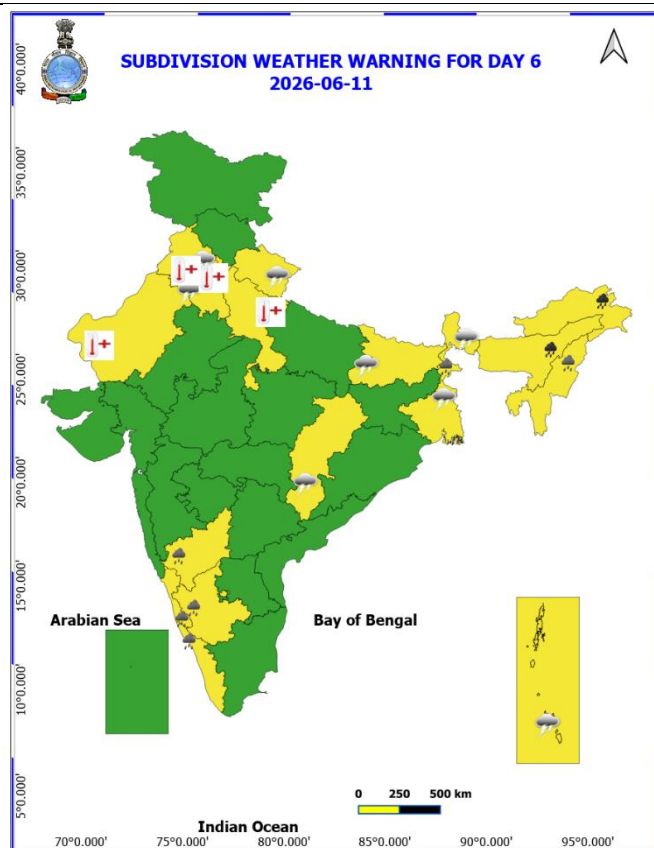 SUBDIVISION WEATHER WARNING FOR DAY 6
2026-06-11
40°0.000'
35°0.000'
30°0.000'
25°0.000'
20°0.000'
15°0.000'
10°0.000'
5°0.000'
Arabian Sea
Bay of Bengal
0 250 500 km
Indian Ocean
70°0.000' 75°0.000' 80°0.000' 85°0.000' 90°0.000' 95°0.000'